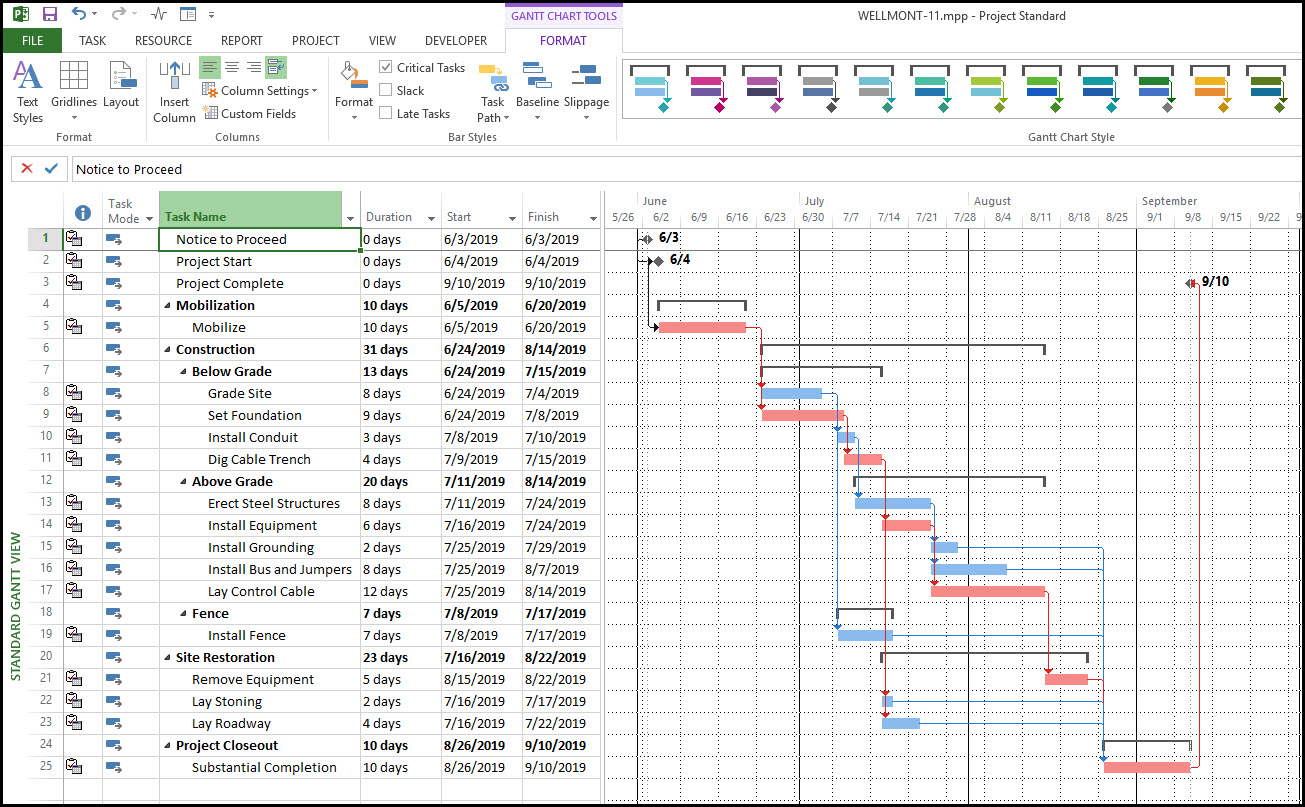 GANTT CHART TOOLS
WELLMONT-11.mpp - Project Standard
FILE TASK RESOURCE REPORT PROJECT VIEW DEVELOPER FORMAT
Text Styles
Gridlines
Layout
Format
Insert Column
Column Settings
Custom Fields
Columns
Format
Critical Tasks
Slack
Late Tasks
Task Path
Baseline
Slippage
Bar Styles
Gantt Chart Style
Notice to Proceed
Task Mode Task Name Duration Start Finish
June July August September
5/26 6/2 6/9 6/16 6/23 6/30 7/7 7/14 7/21 7/28 8/4 8/11 8/18 8/25 9/1 9/8 9/15 9/22 9
1 Notice to Proceed 0 days 6/3/2019 6/3/2019 6/3
2 Project Start 0 days 6/4/2019 6/4/2019 6/4
3 Project Complete 0 days 9/10/2019 9/10/2019 9/10
4 Mobilization 10 days 6/5/2019 6/20/2019
5 Mobilize 10 days 6/5/2019 6/20/2019
6 Construction 31 days 6/24/2019 8/14/2019
7 Below Grade 13 days 6/24/2019 7/15/2019
8 Grade Site 8 days 6/24/2019 7/4/2019
9 Set Foundation 9 days 6/24/2019 7/8/2019
10 Install Conduit 3 days 7/8/2019 7/10/2019
11 Dig Cable Trench 4 days 7/9/2019 7/15/2019
12 Above Grade 20 days 7/11/2019 8/14/2019
13 Erect Steel Structures 8 days 7/11/2019 7/24/2019
14 Install Equipment 6 days 7/16/2019 7/24/2019
15 Install Grounding 2 days 7/25/2019 7/29/2019
16 Install Bus and Jumpers 8 days 7/25/2019 8/7/2019
17 Lay Control Cable 12 days 7/25/2019 8/14/2019
18 Fence 7 days 7/8/2019 7/17/2019
19 Install Fence 7 days 7/8/2019 7/17/2019
20 Site Restoration 23 days 7/16/2019 8/22/2019
21 Remove Equipment 5 days 8/15/2019 8/22/2019
22 Lay Stoning 2 days 7/16/2019 7/17/2019
23 Lay Roadway 4 days 7/16/2019 7/22/2019
24 Project Closeout 10 days 8/26/2019 9/10/2019
25 Substantial Completion 10 days 8/26/2019 9/10/2019
STANDARD GANTT VIEW